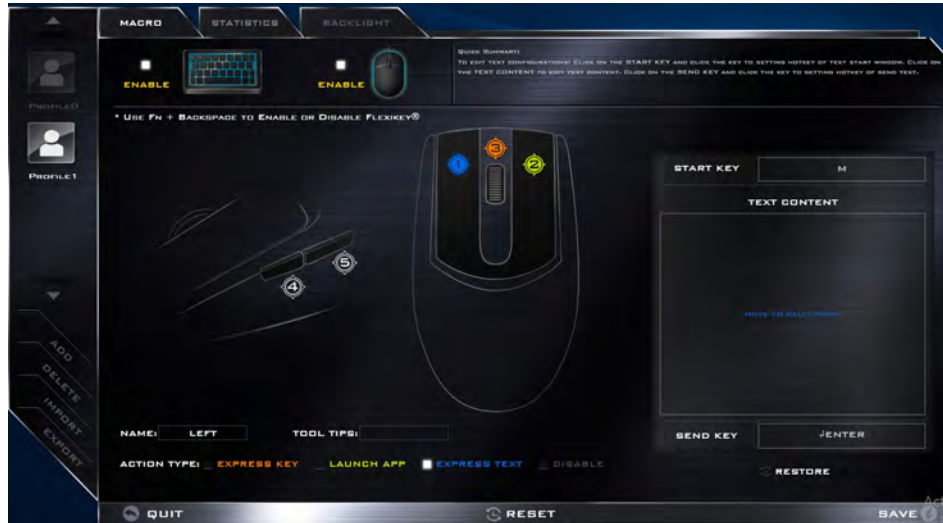 MACRO
STATISTICS
BACKLIGHT
ENABLE
ENABLE
QUICK SUMMARY:
TO EDIT TEXT CONFIGURATIONS: CLICK ON THE START KEY AND CLICK THE KEY TO SETTING HOTKEY OF TEXT START WINDOW. CLICK ON
THE TEXT CONTENT TO EDIT TEXT CONTENT. CLICK ON THE SEND KEY AND CLICK THE KEY TO SETTING HOTKEY OF SEND TEXT.
PROFILE0
PROFILE1
* USE FN + BACKSPACE TO ENABLE OR DISABLE FLEXIKEY®
1
3
2
4
5
START KEY
M
TEXT CONTENT
MOVE TO RALLY POINT
SEND KEY
ENTER
RESTORE
ADD
DELETE
IMPORT
EXPORT
NAME: LEFT
TOOL TIPS:
ACTION TYPE: EXPRESS KEY LAUNCH APP EXPRESS TEXT DISABLE
QUIT
RESET
SAVE